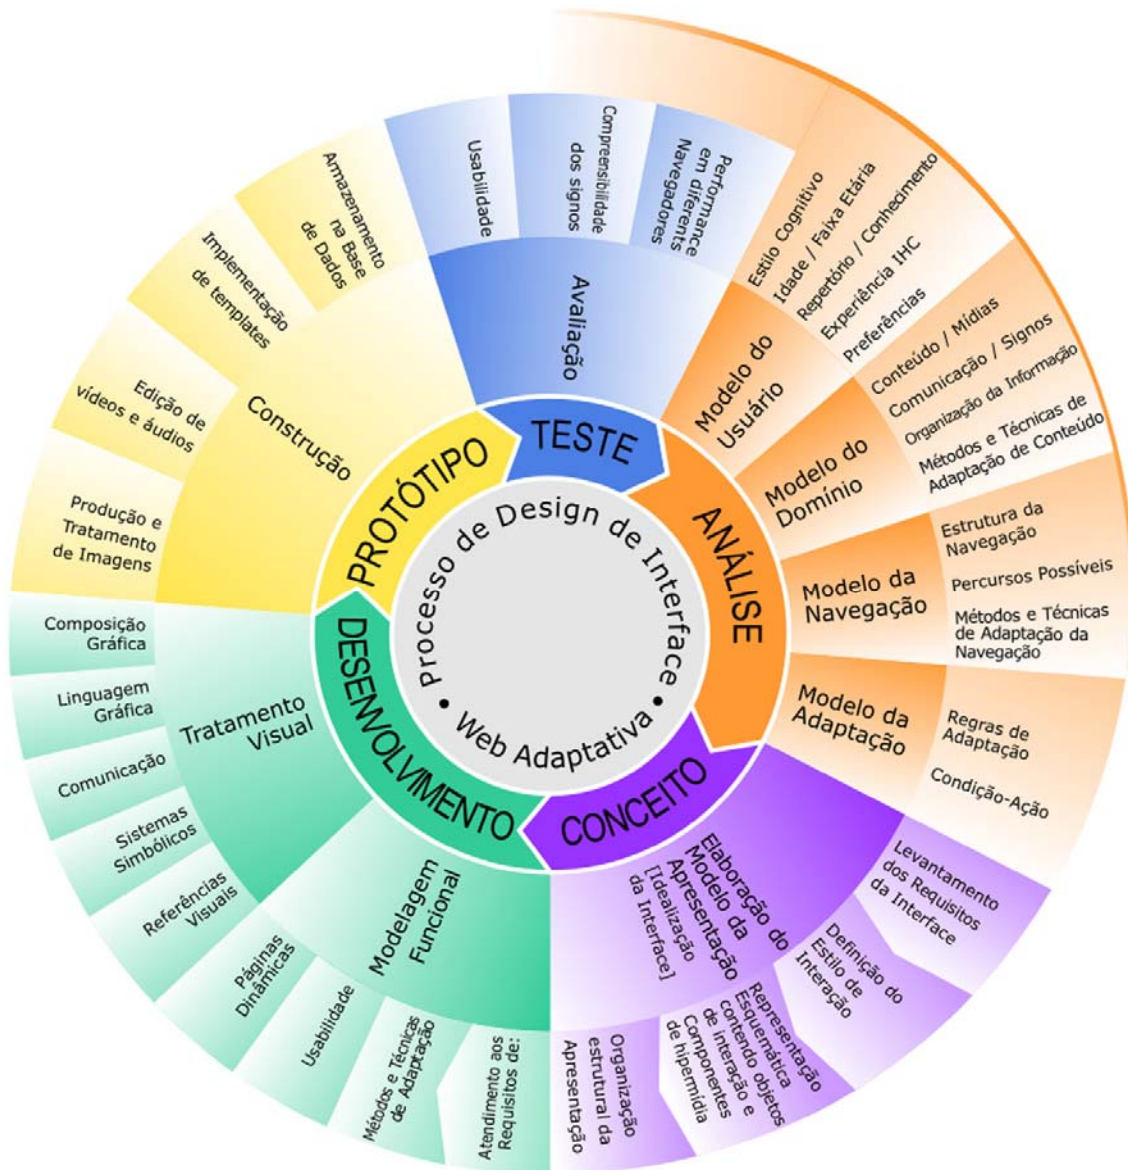 Processo de Design de Interface •
Web Adaptativa •
ANÁLISE
Modelo do
Usuário
Estilo Cognitivo
Idade / Faixa Etária
Repertório / Conhecimento
Experiência IHC
Preferências
Modelo do
Domínio
Conteúdo / Mídias
Comunicação / Signos
Organização da Informação
Métodos e Técnicas de
Adaptação de Conteúdo
Modelo da
Navegação
Estrutura da
Navegação
Percursos Possíveis
Métodos e Técnicas
de Adaptação da
Navegação
Modelo da
Adaptação
Regras de
Adaptação
Condição-Ação
CONCEITO
Elaboração do
Modelo da
Apresentação
[Idealização
da Interface]
Levantamento
dos Requisitos
da Interface
Definição do
Estilo de
Interação
Representação
Esquemática
contendo objetos
de interação e
Componentes
de hipermídia
Organização
estrutural da
Apresentação
DESENVOLVIMENTO
Modelagem
Funcional
Atendimento aos
Requisitos de:
Métodos e Técnicas
de Adaptação
Usabilidade
Páginas
Dinâmicas
Tratamento
Visual
Referências
Visuais
Sistemas
Simbólicos
Comunicação
Linguagem
Gráfica
Composição
Gráfica
PROTÓTIPO
Construção
Produção e
Tratamento
de Imagens
Edição de
vídeos e áudios
Implementação
de templates
Armazenamento
na Base
de Dados
TESTE
Avaliação
Usabilidade
Compreensibilidade
dos signos
Performance
em diferents
Navegadores